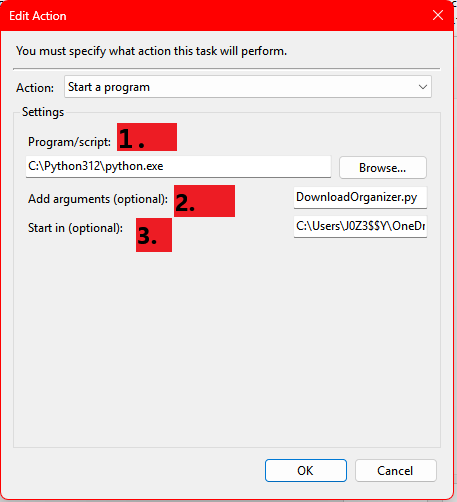 Edit Action
You must specify what action this task will perform.
Action: Start a program
Settings
Program/script: 1.
C:\Python312\python.exe Browse...
Add arguments (optional): 2. DownloadOrganizer.py
Start in (optional): 3. C:\Users\J0Z3$$Y\OneDr
OK Cancel